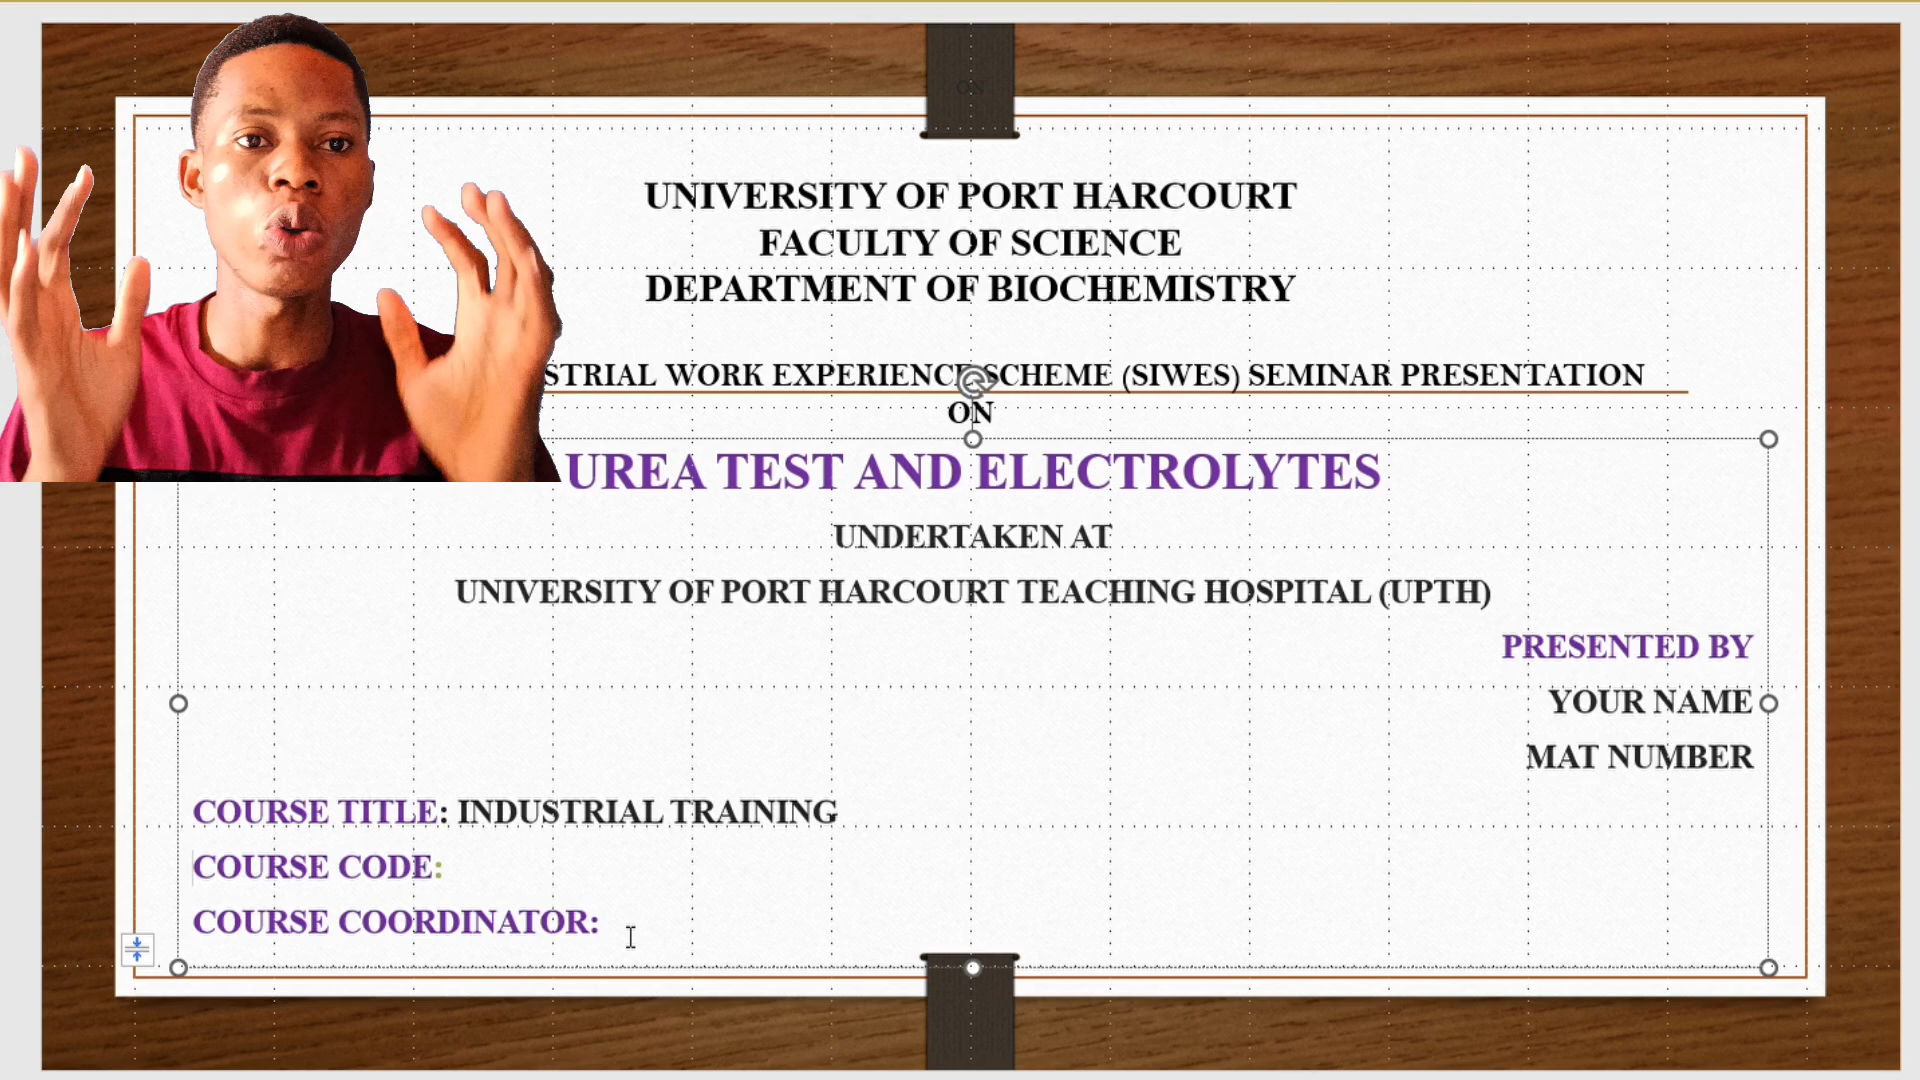 ON
UNIVERSITY OF PORT HARCOURT
FACULTY OF SCIENCE
DEPARTMENT OF BIOCHEMISTRY
STRIAL WORK EXPERIENCE SCHEME (SIWES) SEMINAR PRESENTATION
ON
UREA TEST AND ELECTROLYTES
UNDERTAKEN AT
UNIVERSITY OF PORT HARCOURT TEACHING HOSPITAL (UPTH)
PRESENTED BY
YOUR NAME
MAT NUMBER
COURSE TITLE: INDUSTRIAL TRAINING
COURSE CODE:
COURSE COORDINATOR: